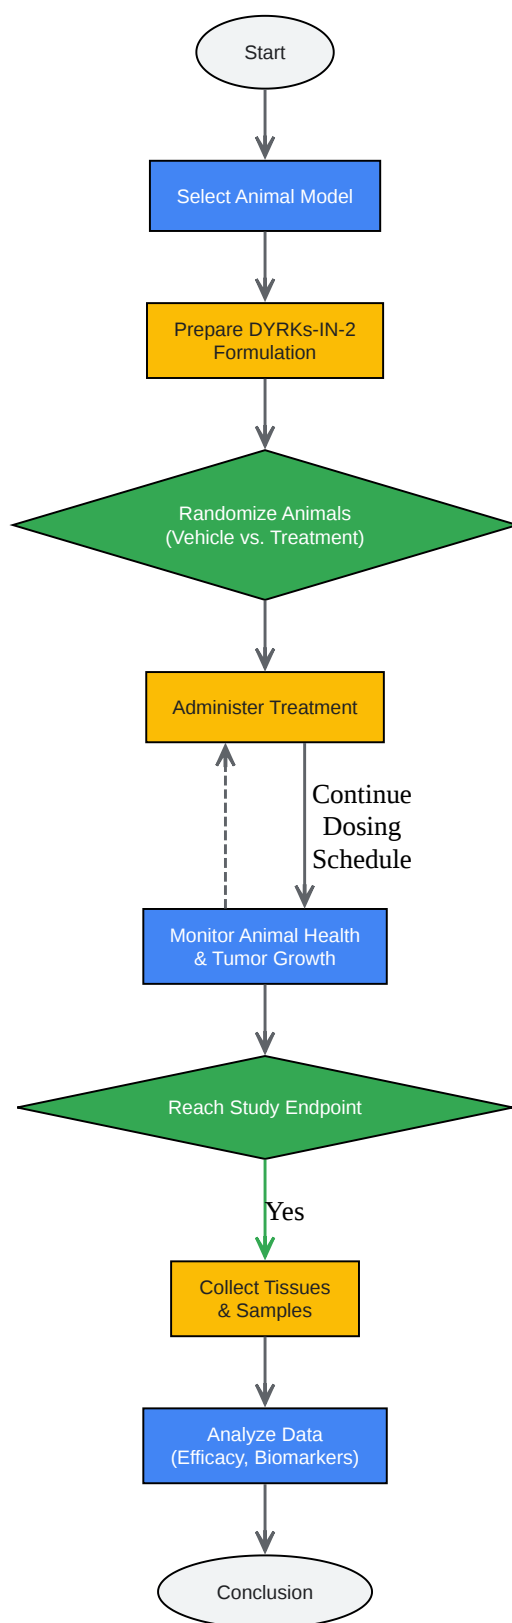 Start
Select Animal Model
Prepare DYRKs-IN-2
Formulation
Randomize Animals
(Vehicle vs. Treatment)
Administer Treatment
Continue
Dosing
Schedule
Monitor Animal Health
& Tumor Growth
Reach Study Endpoint
Yes
Collect Tissues
& Samples
Analyze Data
(Efficacy, Biomarkers)
Conclusion